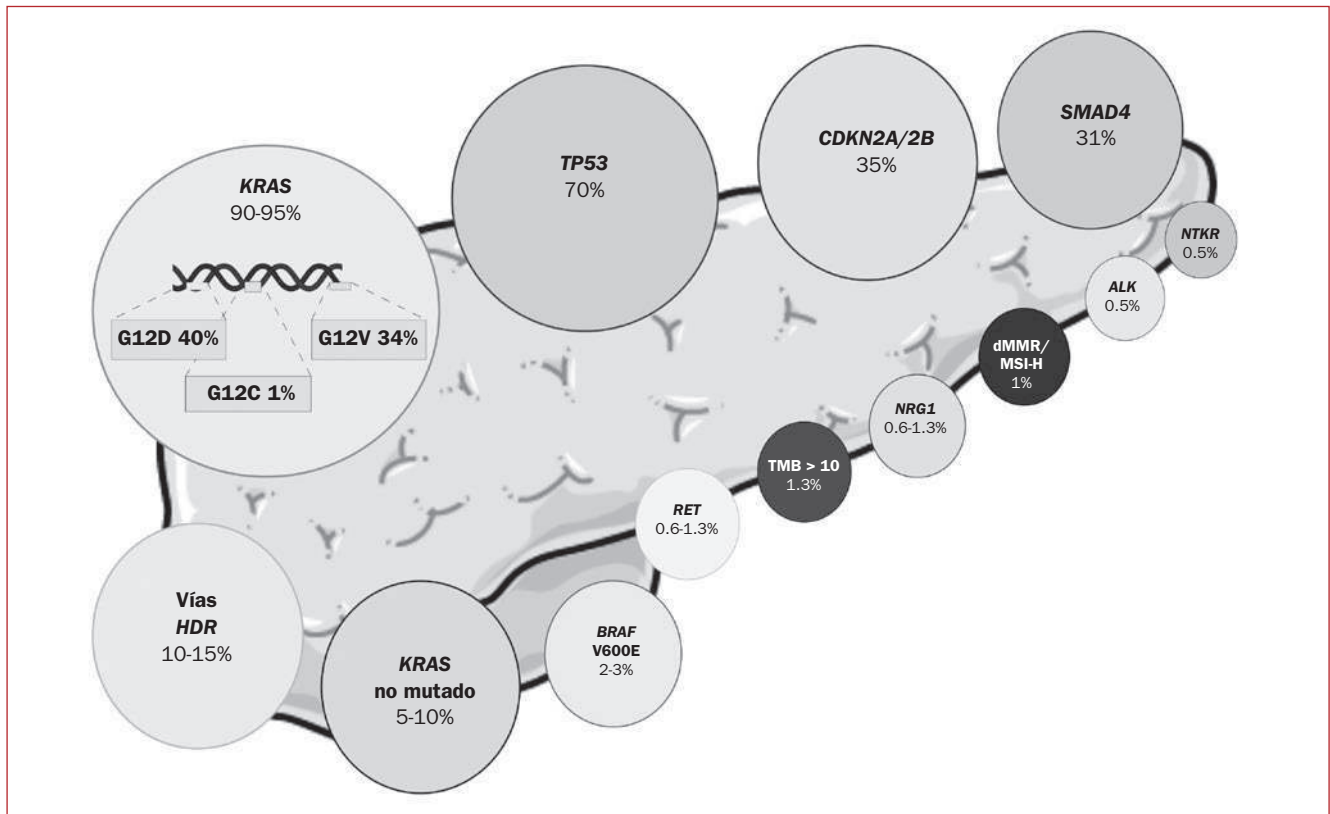 KRAS
90-95%
G12D 40%
G12V 34%
G12C 1%
TP53
70%
CDKN2A/2B
35%
SMAD4
31%
NTKR
0.5%
ALK
0.5%
dMMR/
MSI-H
1%
NRG1
0.6-1.3%
TMB > 10
1.3%
RET
0.6-1.3%
BRAF
V600E
2-3%
KRAS
no mutado
5-10%
Vías
HDR
10-15%